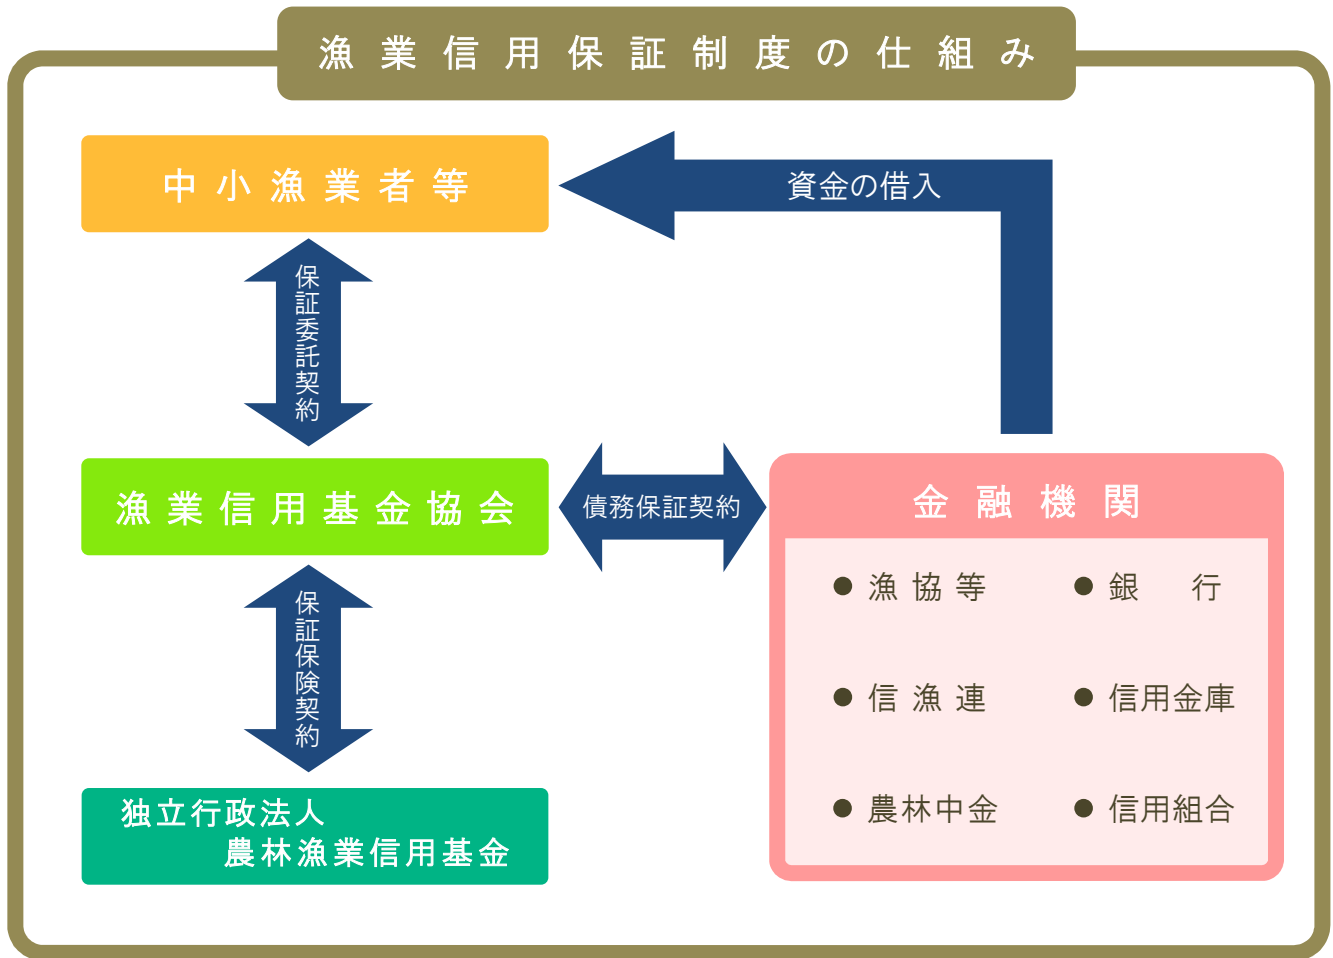 漁業信用保証制度の仕組み
中小漁業者等
資金の借入
保証委託契約
漁業信用基金協会
債務保証契約
金融機関
漁協等
銀行
信漁連
信用金庫
農林中金
信用組合
保証保険契約
独立行政法人
農林漁業信用基金